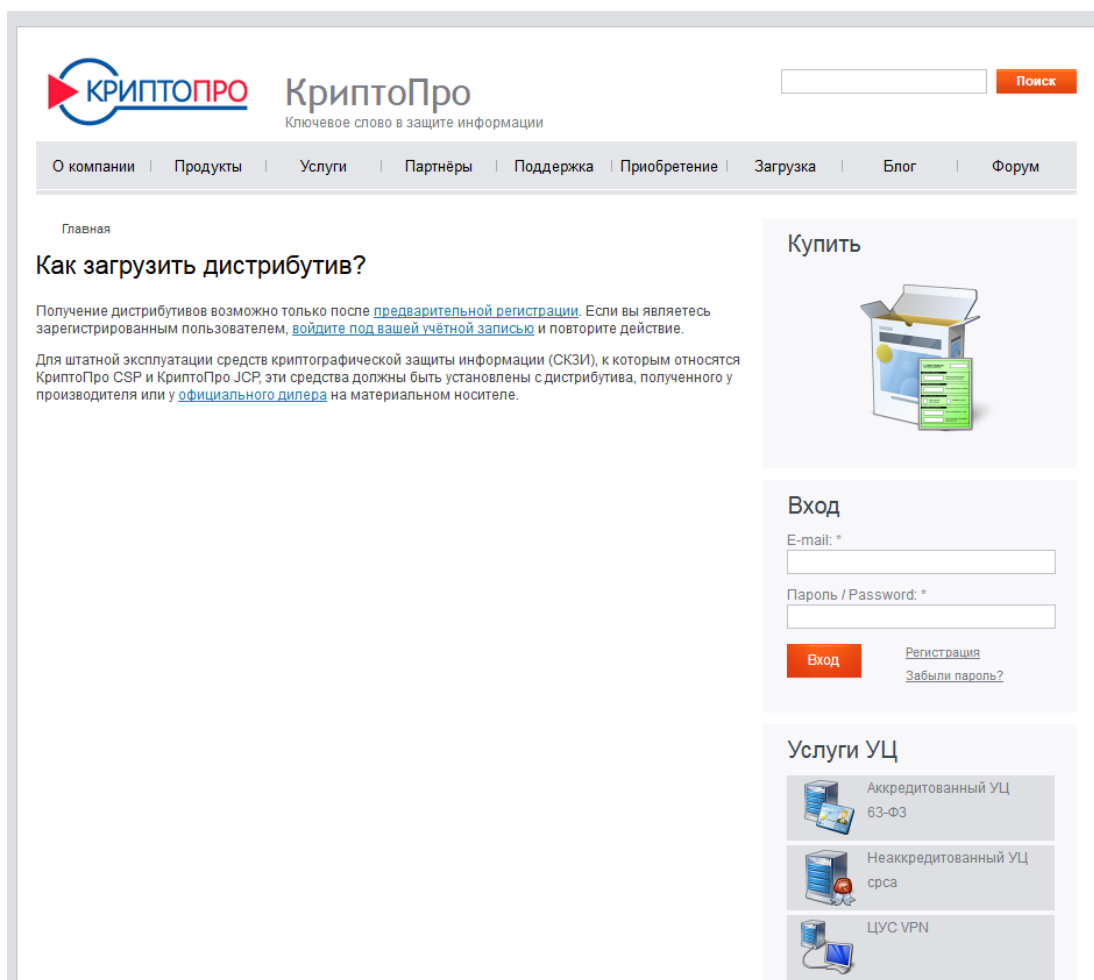 КРИПТОПРО
КриптоПро
Ключевое слово в защите информации
Поиск
О компании
Продукты
Услуги
Партнёры
Поддержка
Приобретение
Загрузка
Блог
Форум
Главная
Как загрузить дистрибутив?
Получение дистрибутивов возможно только после предварительной регистрации. Если вы являетесь
зарегистрированным пользователем, войдите под вашей учётной записью и повторите действие.
Для штатной эксплуатации средств криптографической защиты информации (СКЗИ), к которым относятся
КриптоПро CSP и КриптоПро JCP, эти средства должны быть установлены с дистрибутива, полученного у
производителя или у официального дилера на материальном носителе.
Купить
Вход
E-mail: *
Пароль / Password: *
Вход
Регистрация
Забыли пароль?
Услуги УЦ
Аккредитованный УЦ
63-ФЗ
Неаккредитованный УЦ
срса
ЦУС VPN